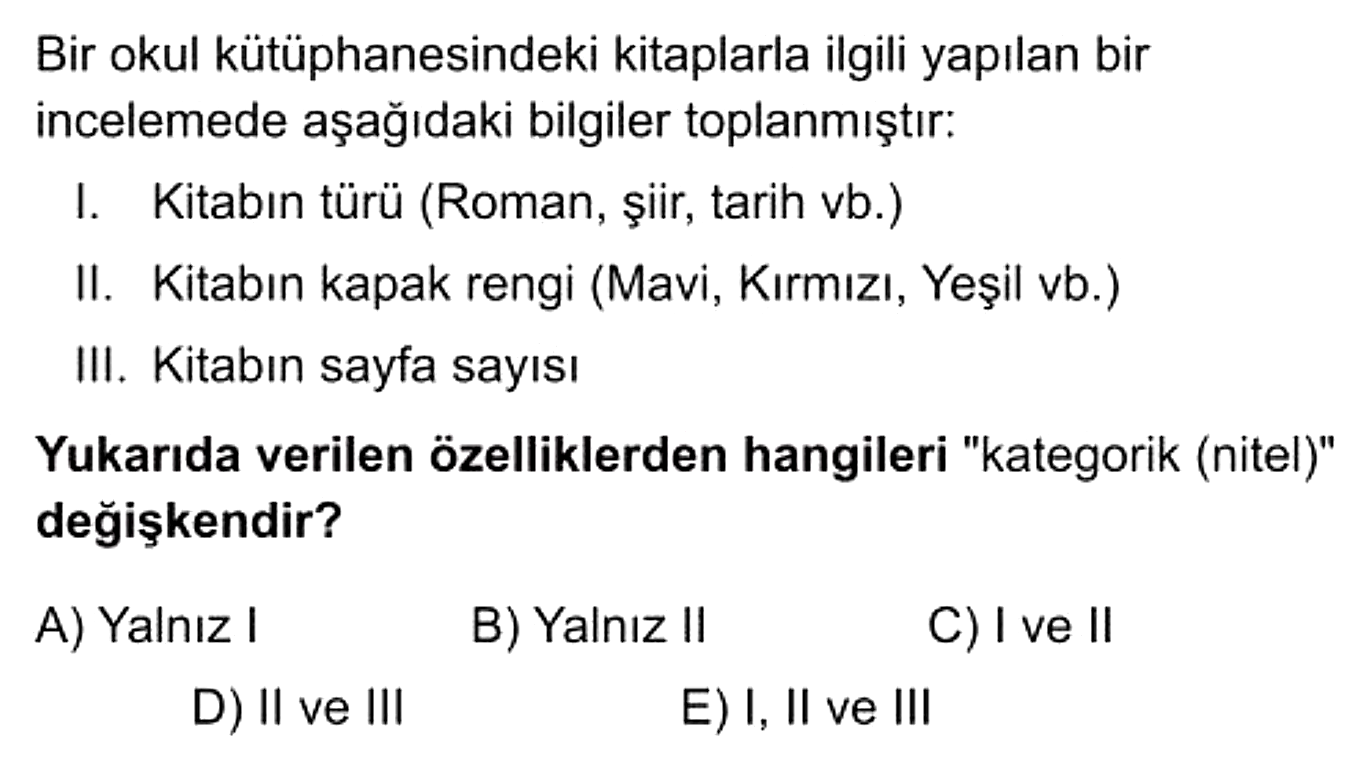 Bir okul kütüphanesindeki kitaplarla ilgili yapılan bir
incelemede aşağıdaki bilgiler toplanmıştır:
I. Kitabın türü (Roman, şiir, tarih vb.)
II. Kitabın kapak rengi (Mavi, Kırmızı, Yeşil vb.)
III. Kitabın sayfa sayısı
Yukarıda verilen özelliklerden hangileri "kategorik (nitel)"
değişkendir?
A) Yalnız I B) Yalnız II C) I ve II
D) II ve III E) I, II ve III